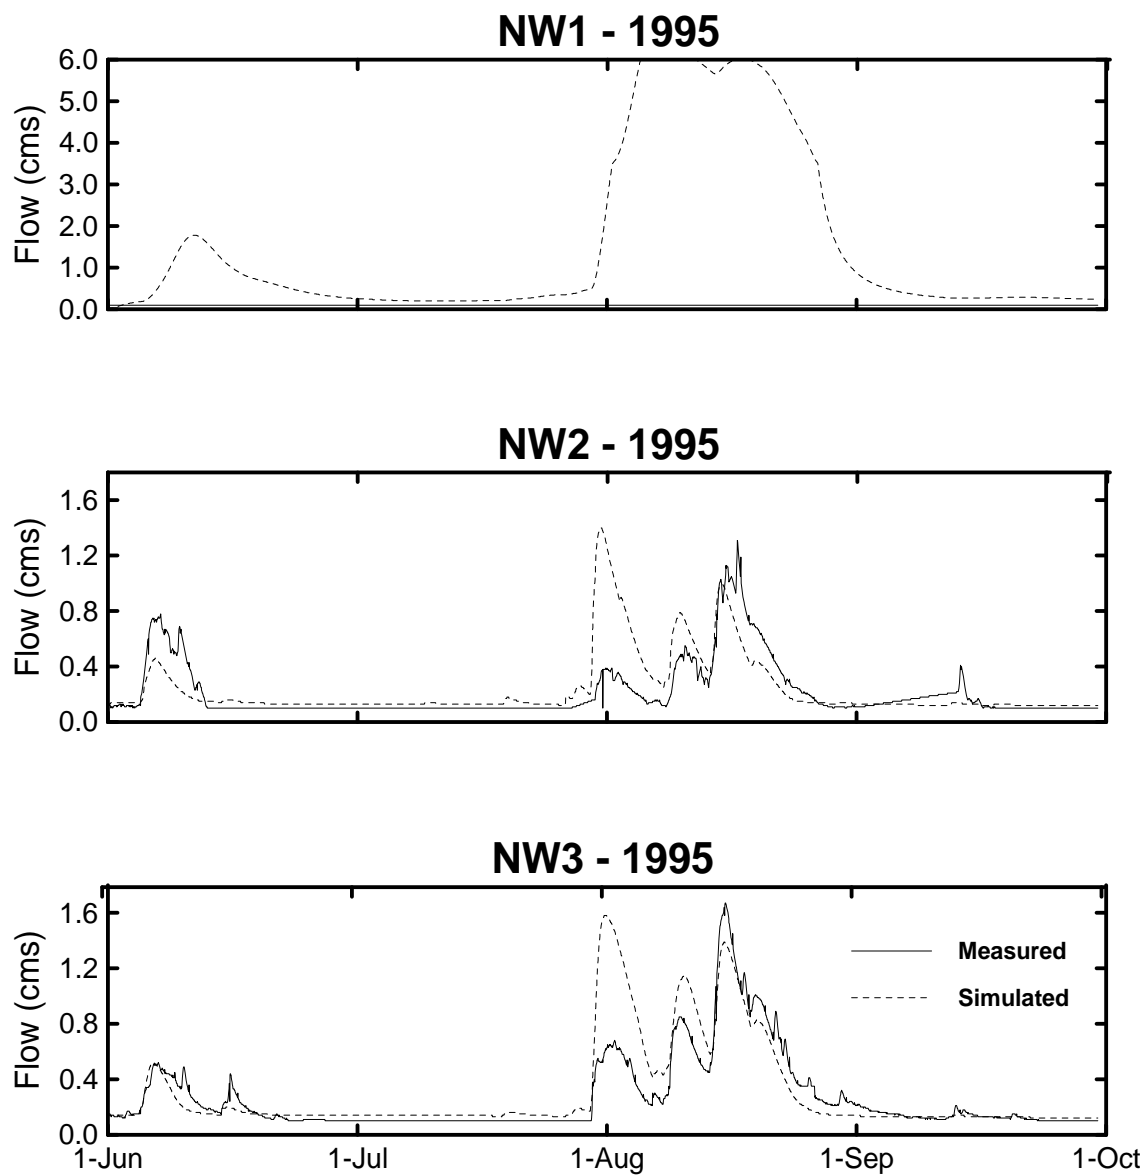 NW1 - 1995
6.0
5.0
4.0
3.0
2.0
1.0
0.0
Flow (cms)
NW2 - 1995
1.6
1.2
0.8
0.4
0.0
Flow (cms)
NW3 - 1995
1.6
1.2
0.8
0.4
0.0
Flow (cms)
Measured
Simulated
1-Jun 1-Jul 1-Aug 1-Sep 1-Oct